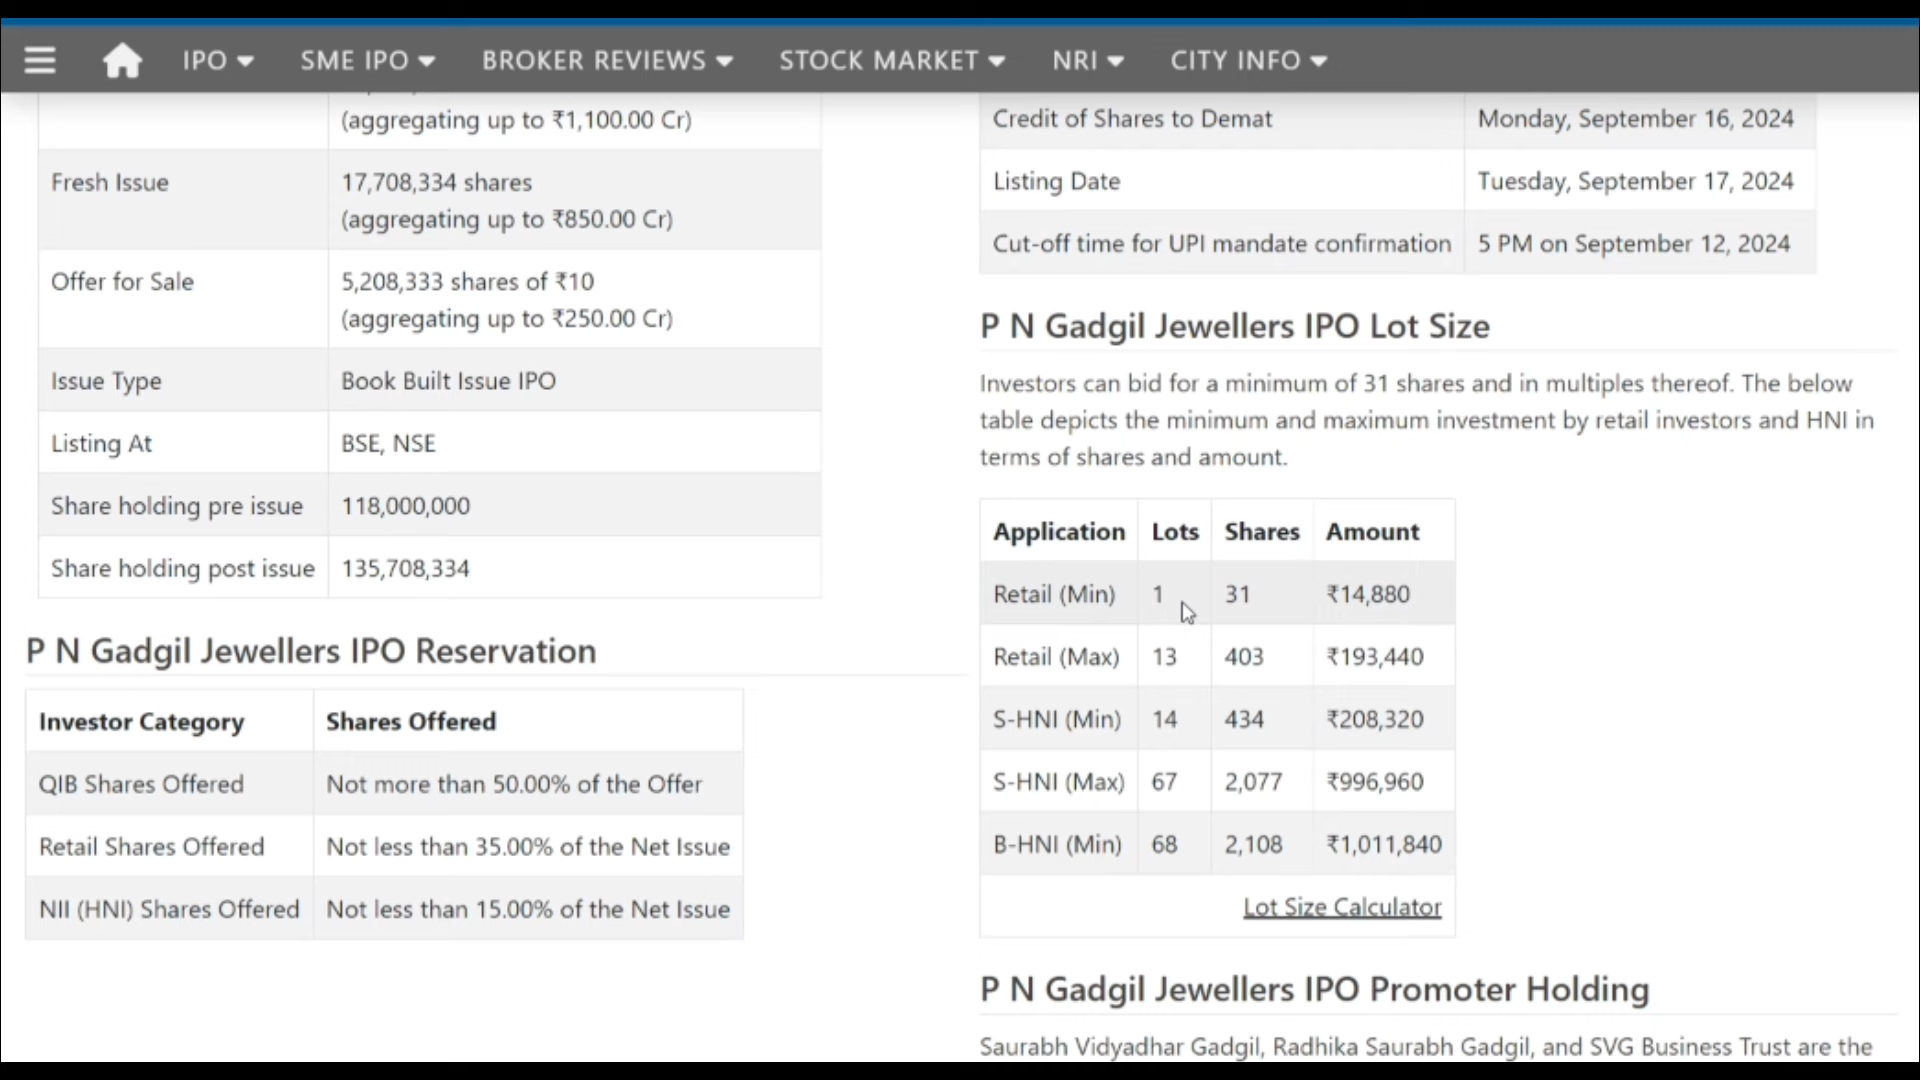 IPO SME IPO BROKER REVIEWS STOCK MARKET NRI CITY INFO
(aggregating up to ₹1,100.00 Cr)
Fresh Issue 17,708,334 shares
(aggregating up to ₹850.00 Cr)
Offer for Sale 5,208,333 shares of ₹10
(aggregating up to ₹250.00 Cr)
Issue Type Book Built Issue IPO
Listing At BSE, NSE
Share holding pre issue 118,000,000
Share holding post issue 135,708,334
P N Gadgil Jewellers IPO Reservation
Investor Category Shares Offered
QIB Shares Offered Not more than 50.00% of the Offer
Retail Shares Offered Not less than 35.00% of the Net Issue
NII (HNI) Shares Offered Not less than 15.00% of the Net Issue
Credit of Shares to Demat Monday, September 16, 2024
Listing Date Tuesday, September 17, 2024
Cut-off time for UPI mandate confirmation 5 PM on September 12, 2024
P N Gadgil Jewellers IPO Lot Size
Investors can bid for a minimum of 31 shares and in multiples thereof. The below
table depicts the minimum and maximum investment by retail investors and HNI in
terms of shares and amount.
Application Lots Shares Amount
Retail (Min) 1 31 ₹14,880
Retail (Max) 13 403 ₹193,440
S-HNI (Min) 14 434 ₹208,320
S-HNI (Max) 67 2,077 ₹996,960
B-HNI (Min) 68 2,108 ₹1,011,840
Lot Size Calculator
P N Gadgil Jewellers IPO Promoter Holding
Saurabh Vidyadhar Gadgil, Radhika Saurabh Gadgil, and SVG Business Trust are the